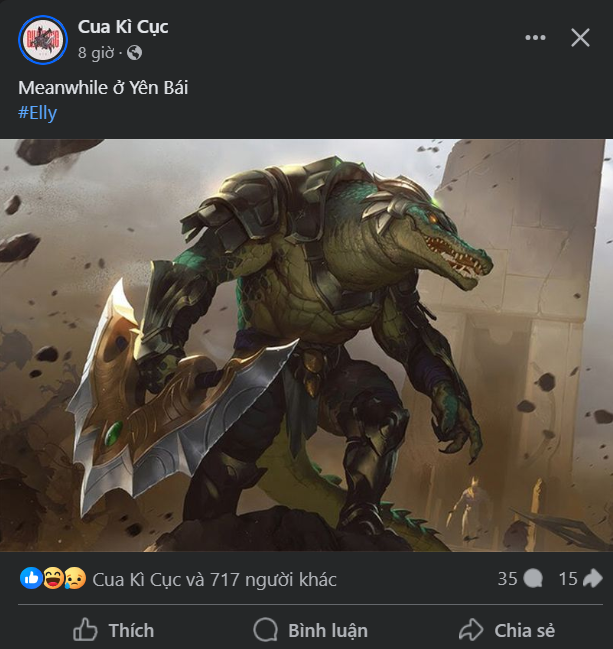 Cua Kì Cục
8 giờ ·
Meanwhile ở Yên Bái
#Elly
Cua Kì Cục và 717 người khác
35
15
Thích
Bình luận
Chia sẻ